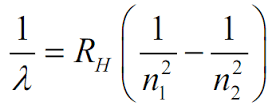 1/λ = R_H (1/n_1^2 − 1/n_2^2)